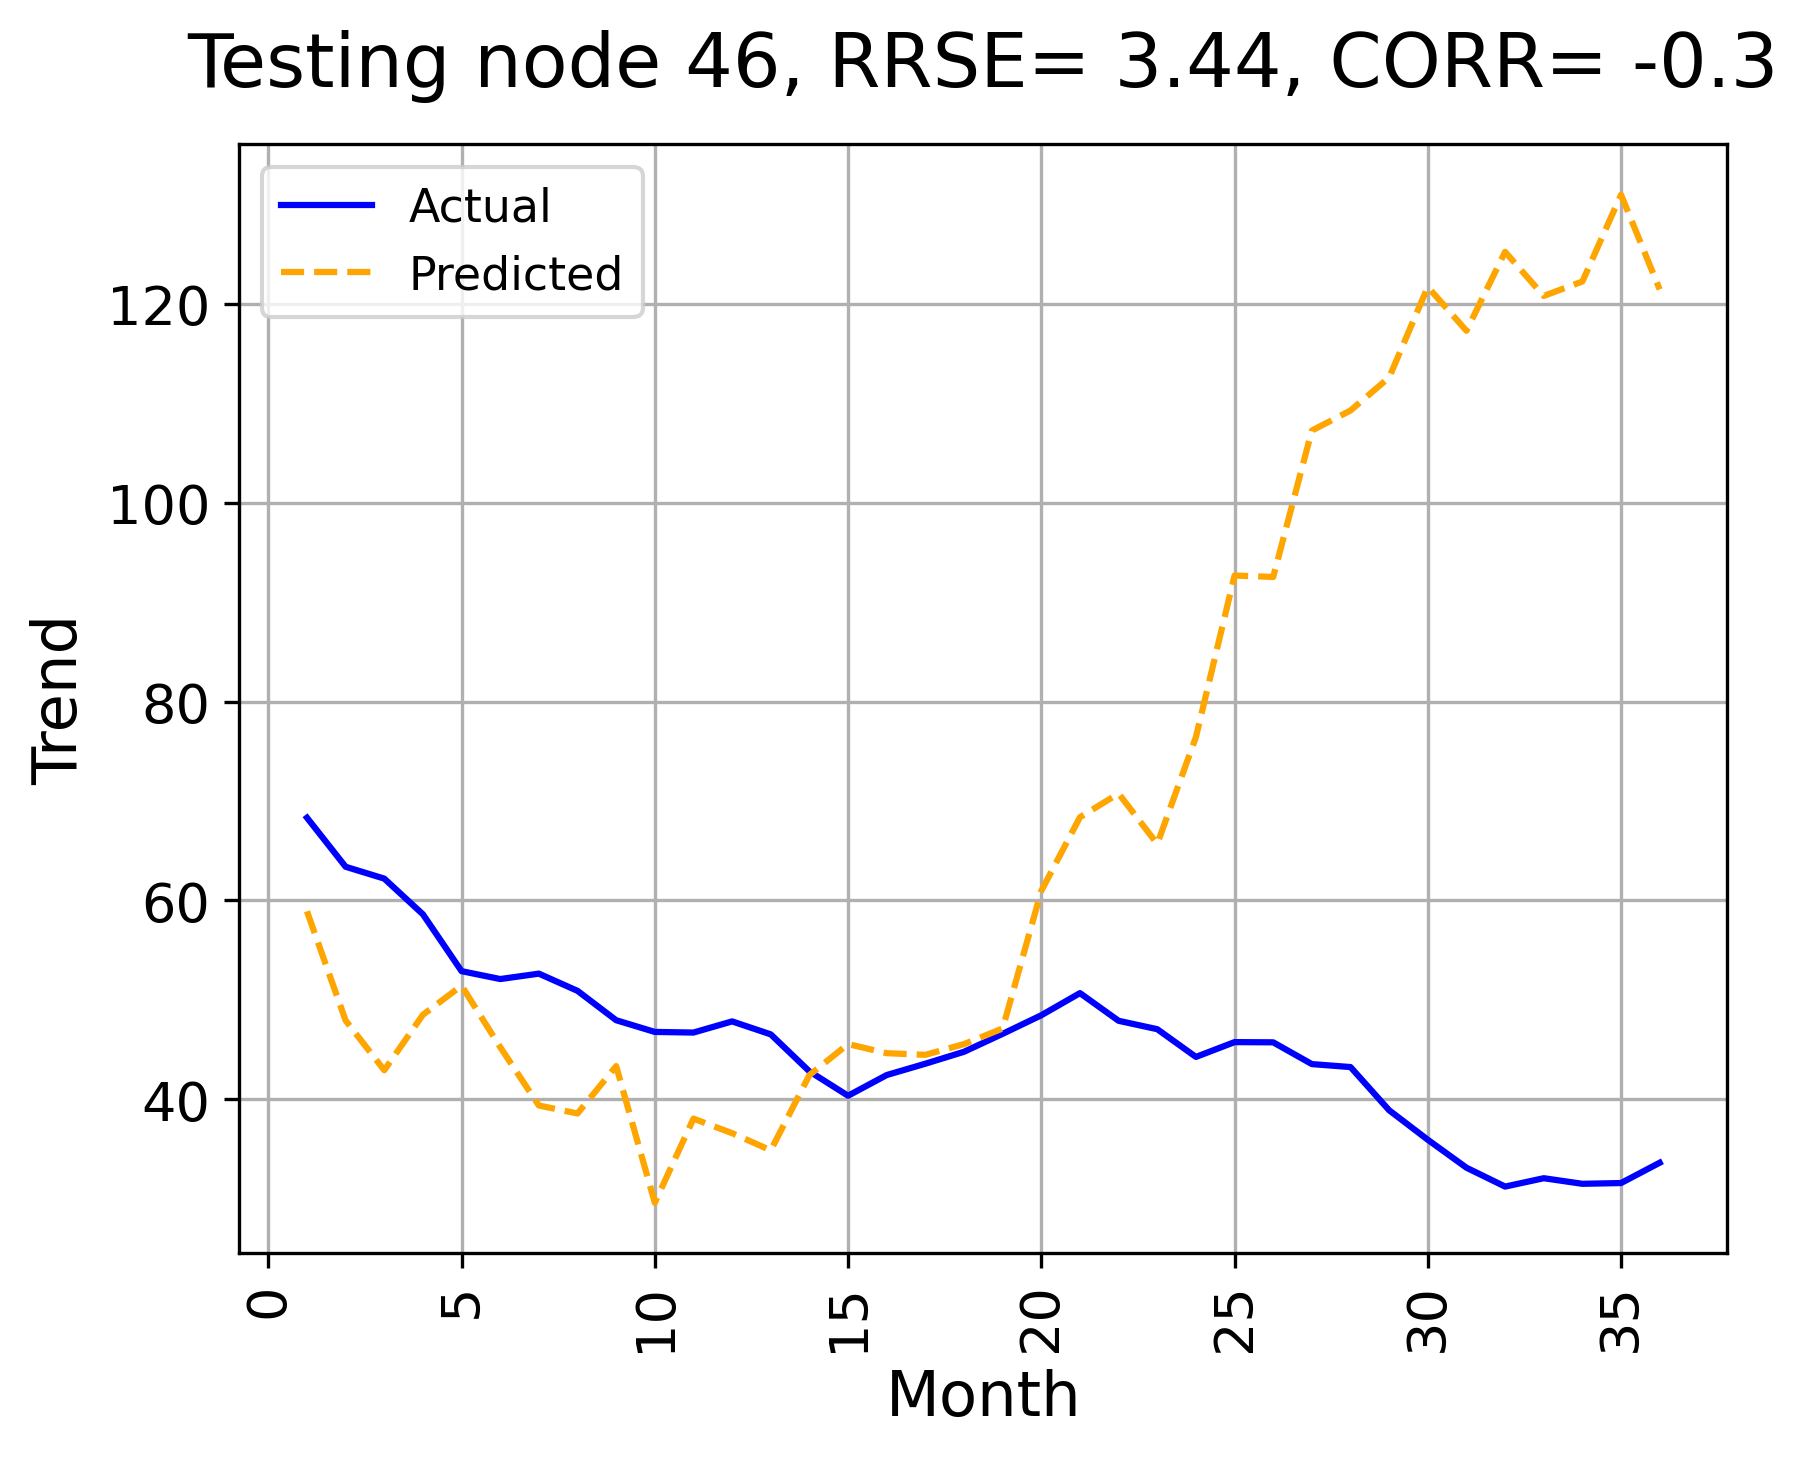 Testing node 46, RRSE= 3.44, CORR= -0.3
Actual
Predicted
120
100
80
60
40
Trend
0
5
10
15
20
25
30
35
Month